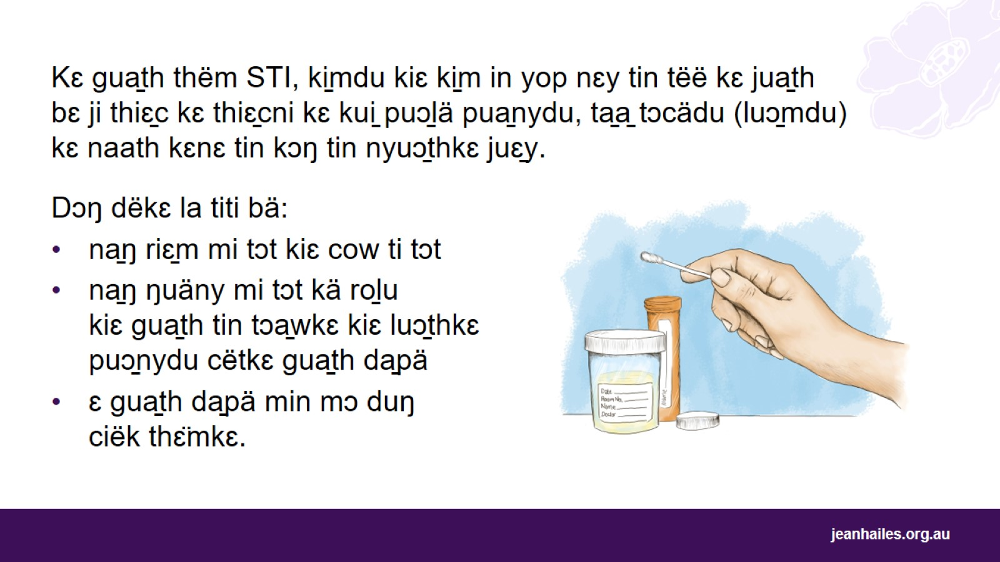 Kɛ gua̱th thëm STI, ki̱mdu kiɛ ki̱m in yop nɛy tin tëë kɛ jua̱th
bɛ ji thiɛ̱c kɛ thiɛ̱cni kɛ kui̱ puɔ̱lä pua̱nydu, ta̱a̱ tɔcädu (luɔ̱mdu)
kɛ naath kɛnɛ tin kɔŋ tin nyuɔ̱thkɛ juɛ̱y.
Dɔŋ dëkɛ la titi bä:
• na̱ŋ riɛ̱m mi tɔt kiɛ cow ti tɔt
• na̱ŋ ŋuäny mi tɔt kä ro̱lu
kiɛ gua̱th tin tɔa̱wkɛ kiɛ luɔ̱thkɛ
puɔ̱nydu cëtkɛ gua̱th da̱pä
• ɛ gua̱th da̱pä min mɔ duŋ
ciëk thɛ̈mkɛ.
Date
Room No.
Name
Doctor
Name
jeanhailes.org.au